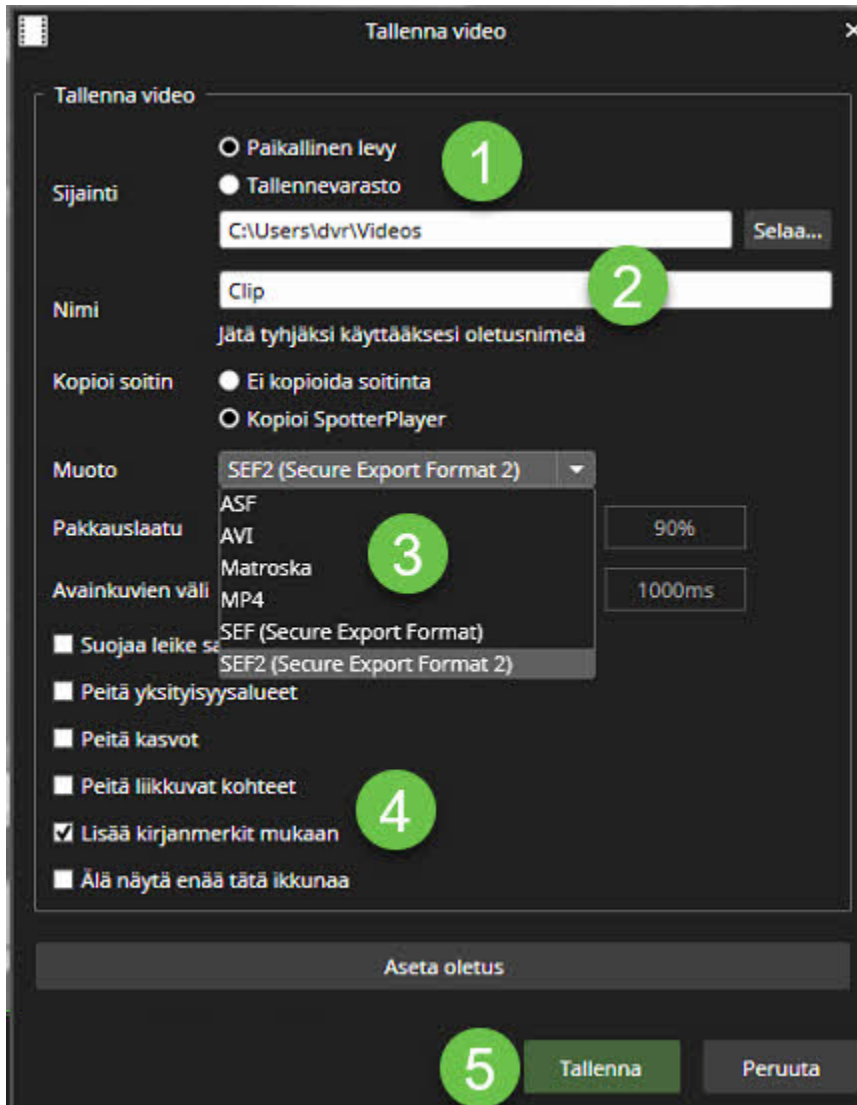 Tallenna video
Tallenna video
Sijainti
Paikallinen levy
1
Tallennevarasto
C:\Users\dvr\Videos
Selaa...
Nimi
Clip
2
Jätä tyhjäksi käyttääksesi oletusnimeä
Kopioi soitin
Ei kopioida soitinta
Kopioi SpotterPlayer
Muoto
SEF2 (Secure Export Format 2)
ASF
Pakkauslaatu
AVI
90%
3
Matroska
Avainkuvien väli
MP4
1000ms
Suojaa leike
SEF (Secure Export Format)
SEF2 (Secure Export Format 2)
Peitä yksityisyysalueet
Peitä kasvot
Peitä liikkuvat kohteet
4
Lisää kirjanmerkit mukaan
Älä näytä enää tätä ikkunaa
Aseta oletus
5
Tallenna
Peruuta